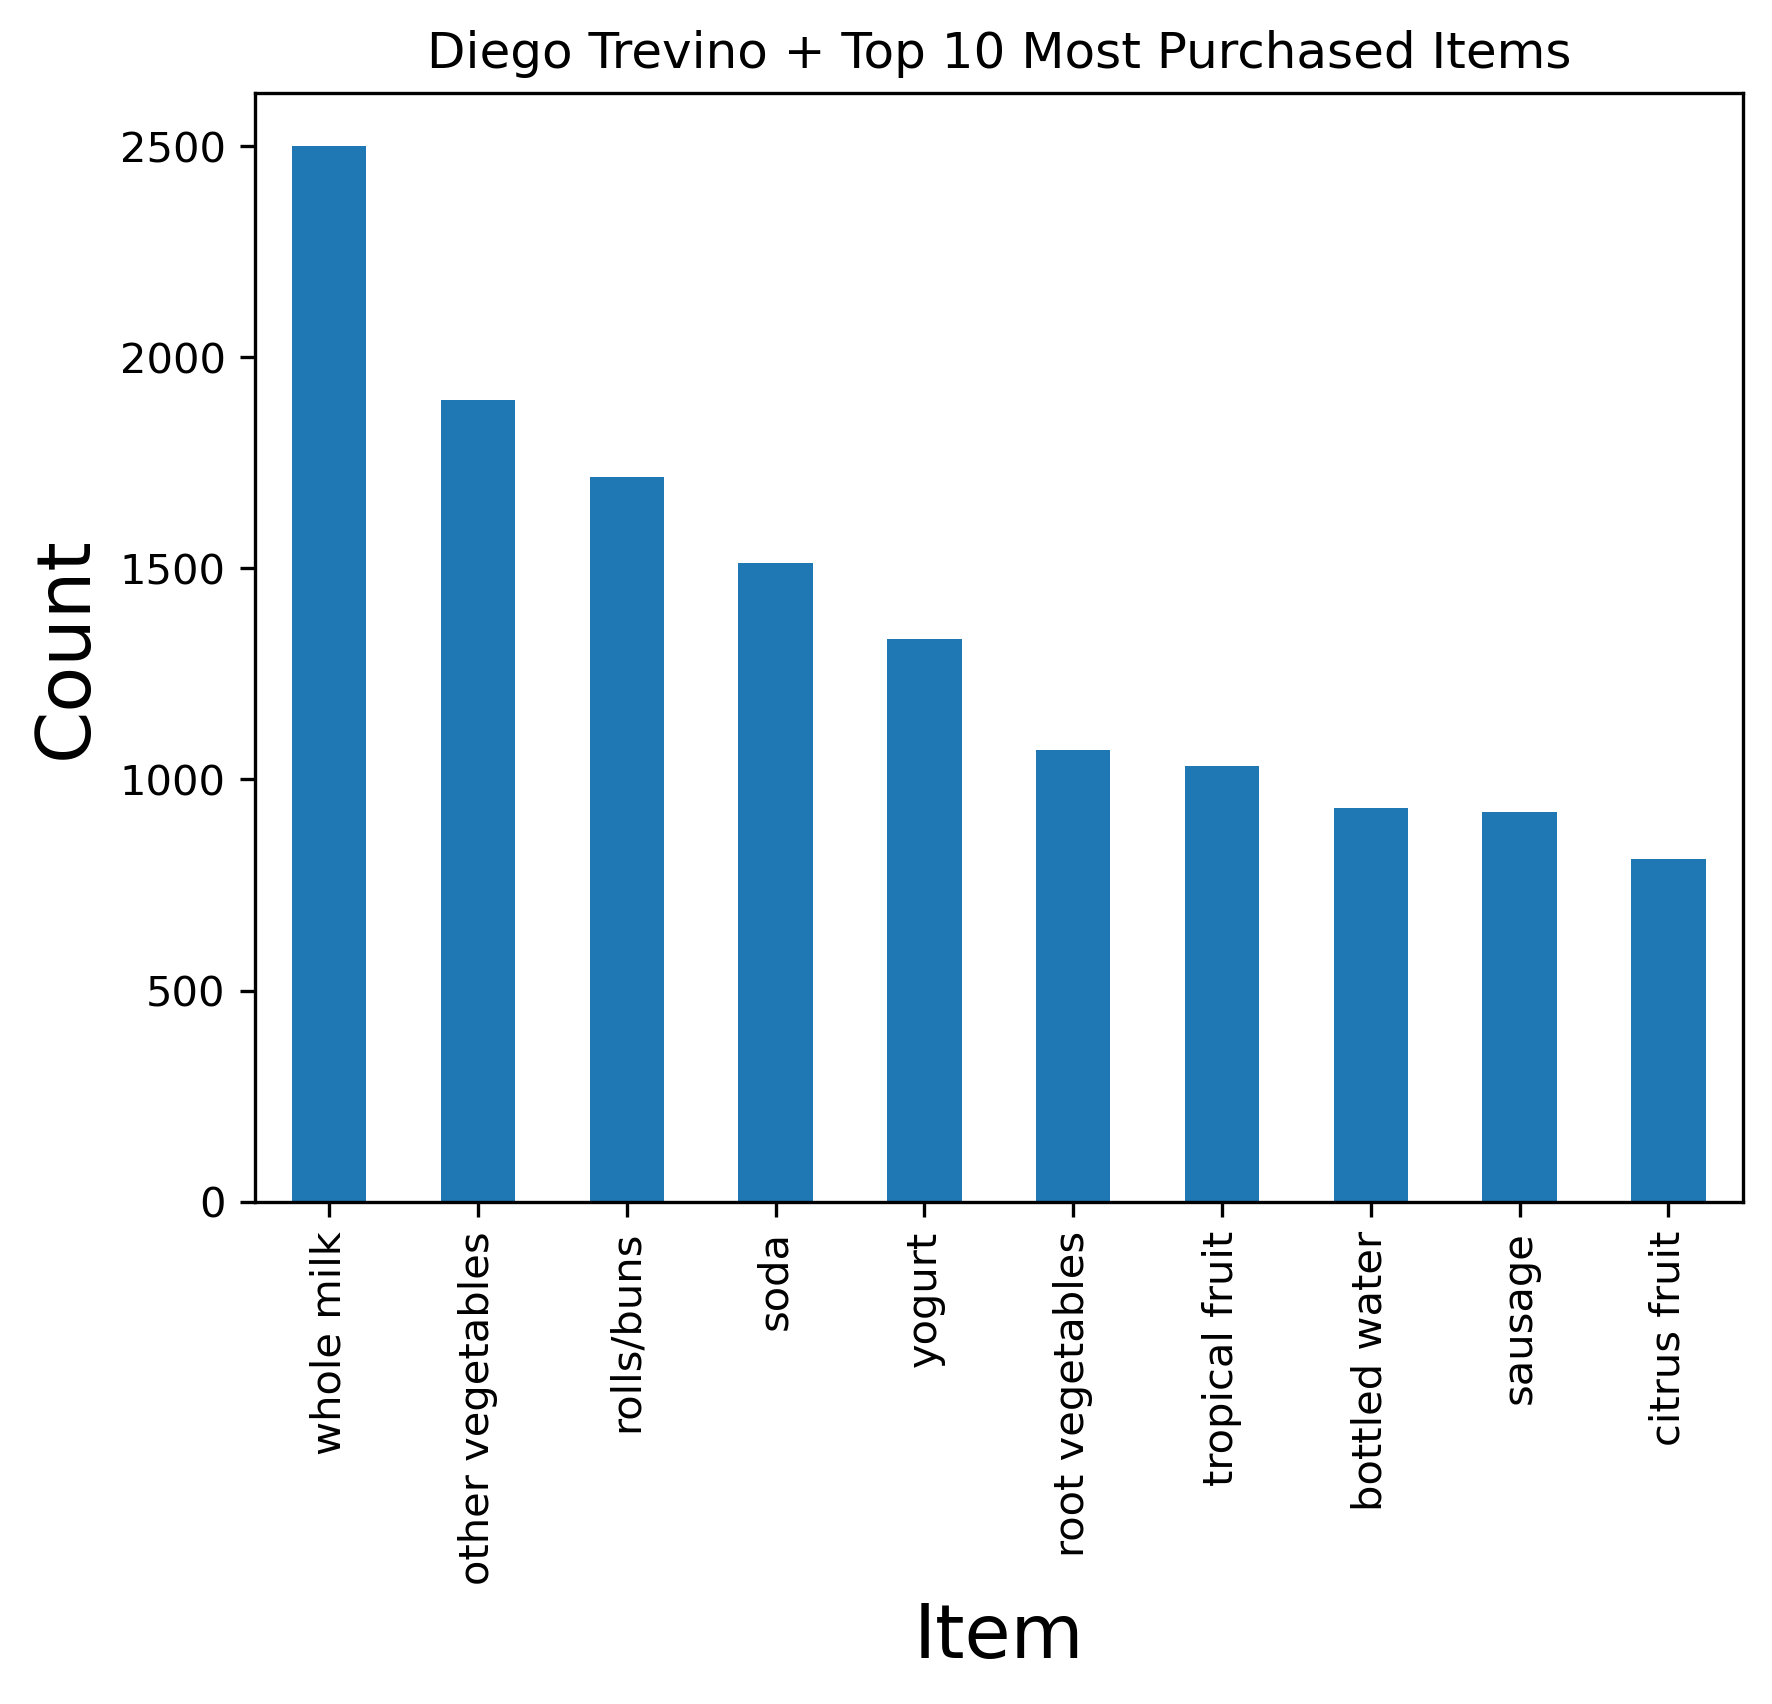 Diego Trevino + Top 10 Most Purchased Items
Count
2500
2000
1500
1000
500
0
whole milk
other vegetables
rolls/buns
soda
yogurt
root vegetables
tropical fruit
bottled water
sausage
citrus fruit
Item